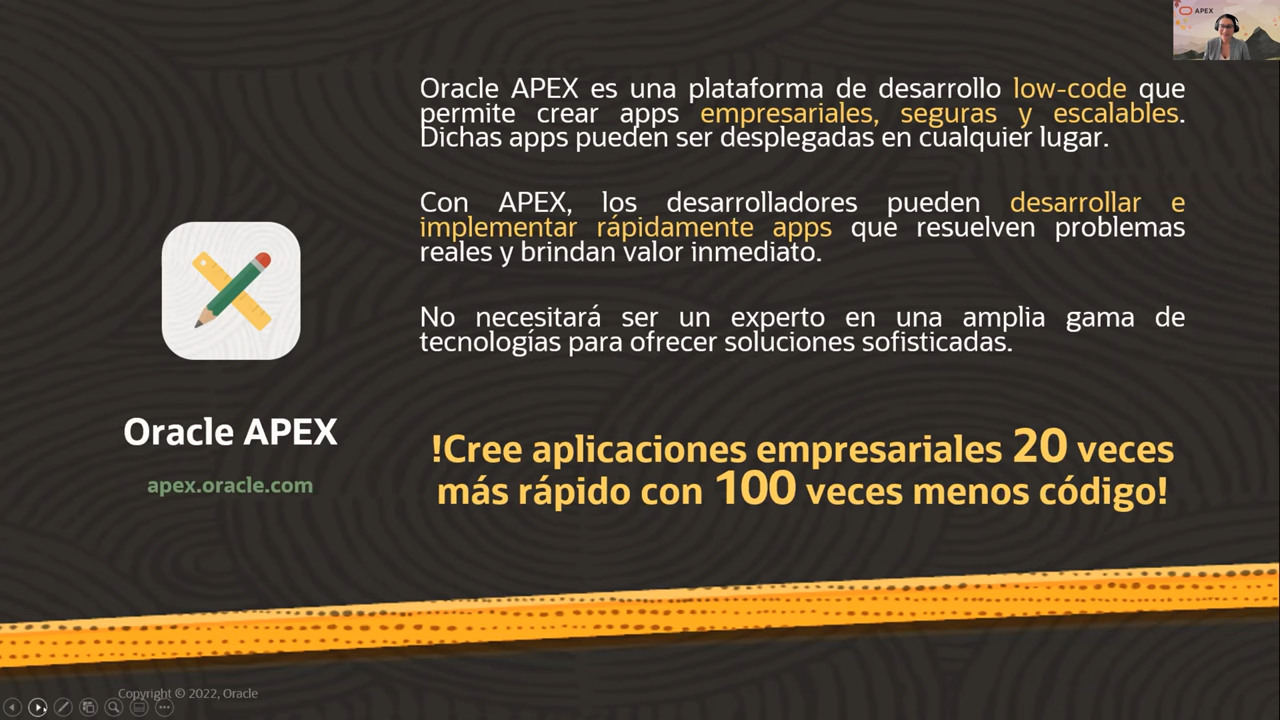 APEX
Oracle APEX es una plataforma de desarrollo low-code que
permite crear apps empresariales, seguras y escalables.
Dichas apps pueden ser desplegadas en cualquier lugar.
Con APEX, los desarrolladores pueden desarrollar e
implementar rápidamente apps que resuelven problemas
reales y brindan valor inmediato.
No necesitará ser un experto en una amplia gama de
tecnologías para ofrecer soluciones sofisticadas.
Oracle APEX
apex.oracle.com
!Cree aplicaciones empresariales 20 veces
más rápido con 100 veces menos código!
Copyright © 2022, Oracle